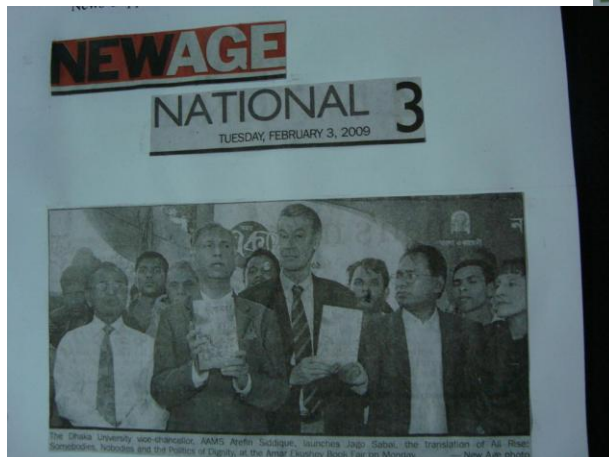 NEWAGE
NATIONAL 3
TUESDAY, FEBRUARY 3, 2009
The Dhaka University vice-chancellor, AAMS Arefin Siddique, launches Jago Sabai, the translation of All Rise:
Somebodies, Nobodies and the Politics of Dignity, at the Amar Ekushey Book Fair on Monday. — New Age photo